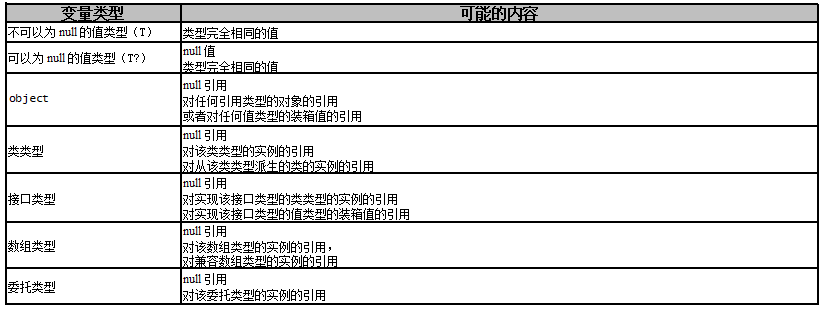 变量类型 可能的内容
不可以为 null 的值类型（T） 类型完全相同的值
可以为 null 的值类型（T?） null 值
类型完全相同的值
object null 引用
对任何引用类型的对象的引用
或者对任何值类型的装箱值的引用
类类型 null 引用
对该类类型的实例的引用
对从该类类型派生的类的实例的引用
接口类型 null 引用
对实现该接口类型的类类型的实例的引用
对实现该接口类型的值类型的装箱值的引用
数组类型 null 引用
对该数组类型的实例的引用，
对兼容数组类型的实例的引用
委托类型 null 引用
对该委托类型的实例的引用